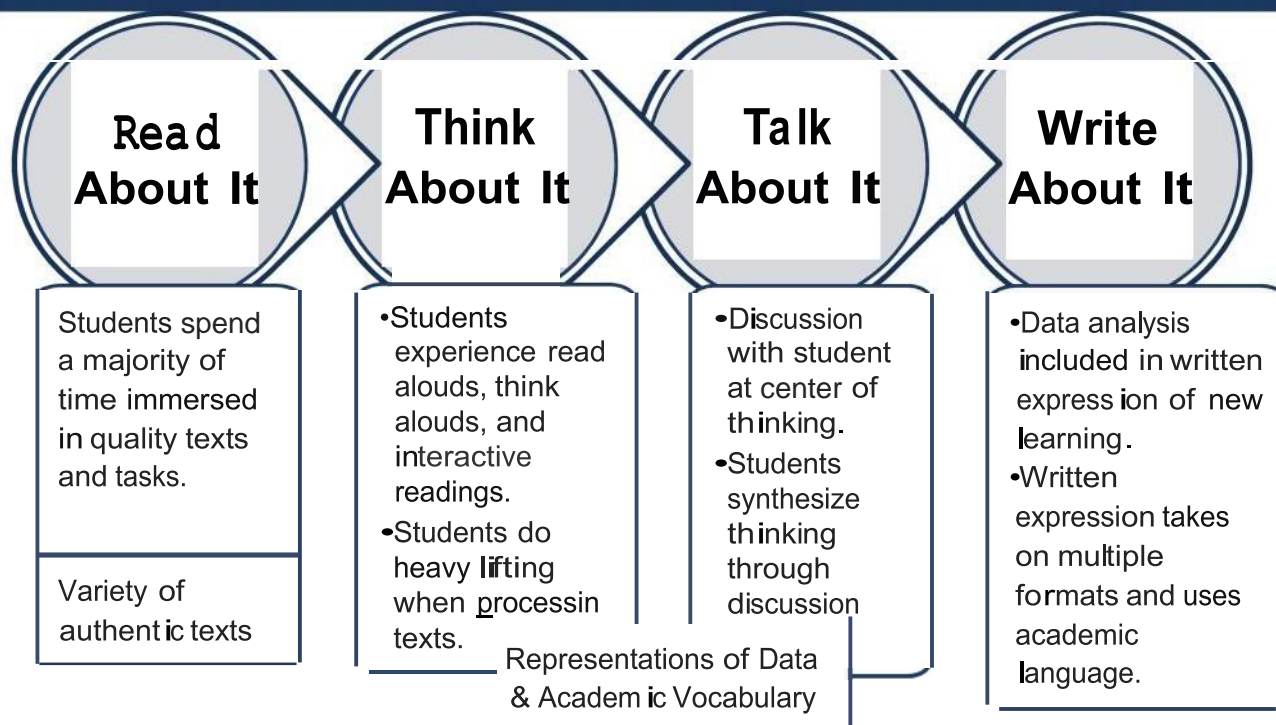 Read
About It
Students spend
a majority of
time immersed
in quality texts
and tasks.
Variety of
authentic texts
Think
About It
•Students
experience read
alouds, think
alouds, and
interactive
readings.
•Students do
heavy lifting
when processin
texts.
Talk
About It
•Discussion
with student
at center of
thinking.
•Students
synthesize
thinking
through
discussion
Representations of Data
& Academic Vocabulary
Write
About It
•Data analysis
included in written
expression of new
learning.
•Written
expression takes
on multiple
formats and uses
academic
language.